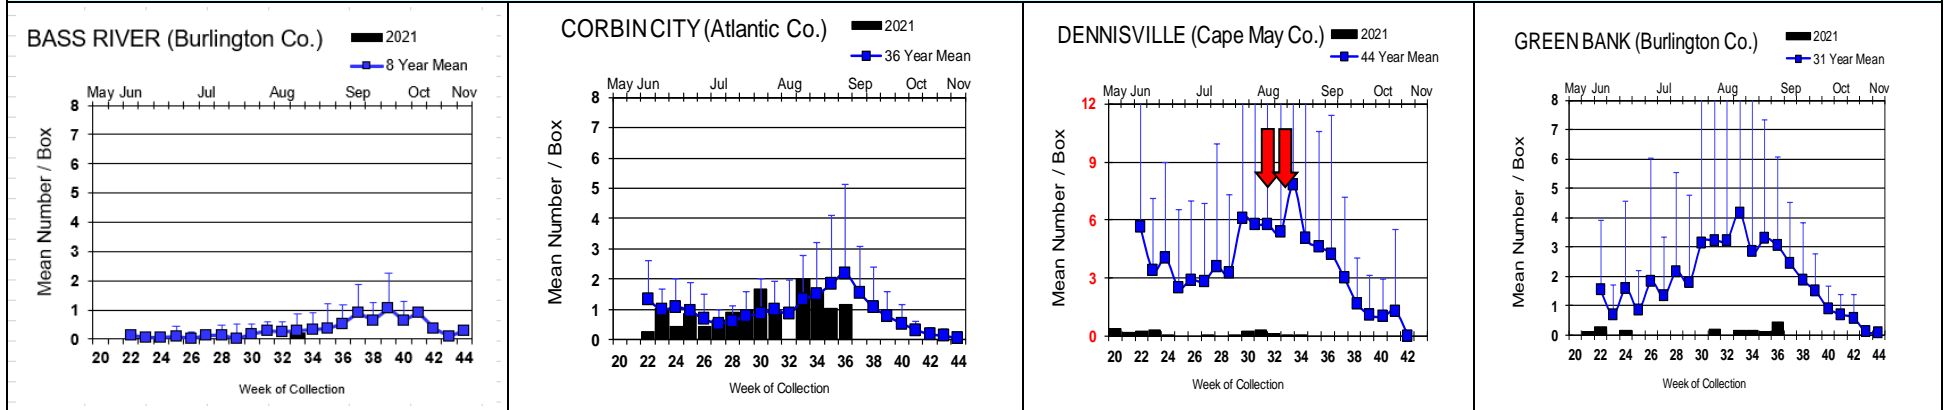 BASS RIVER (Burlington Co.)
2021
8 Year Mean
May Jun Jul Aug Sep Oct Nov
8
7
6
5
4
3
2
1
0
Mean Number / Box
20 22 24 26 28 30 32 34 36 38 40 42 44
Week of Collection
CORBIN CITY (Atlantic Co.)
2021
36 Year Mean
May Jun Jul Aug Sep Oct Nov
8
7
6
5
4
3
2
1
0
Mean Number / Box
20 22 24 26 28 30 32 34 36 38 41 42 44
Week of Collection
DENNISVILLE (Cape May Co.)
2021
44 Year Mean
May Jun Jul Aug Sep Oct Nov
12
9
6
3
0
Mean Number / Box
20 22 24 26 28 30 32 34 36 38 40 42
Week of Collection
GREEN BANK (Burlington Co.)
2021
31 Year Mean
May Jun Jul Aug Sep Oct Nov
8
7
6
5
4
3
2
1
0
Mean Number / Box
20 22 24 26 28 30 32 34 36 38 40 42 44
Week of Collection